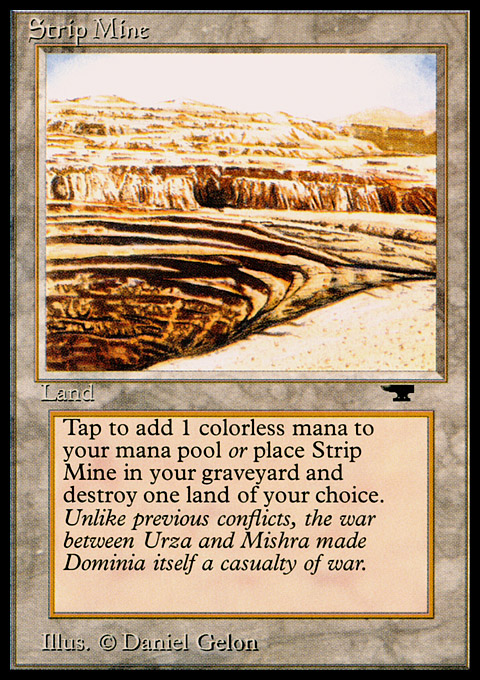 Strip Mine
Land
Tap to add 1 colorless mana to
your mana pool or place Strip
Mine in your graveyard and
destroy one land of your choice.
Unlike previous conflicts, the war
between Urza and Mishra made
Dominia itself a casualty of war.
Illus. © Daniel Gelon